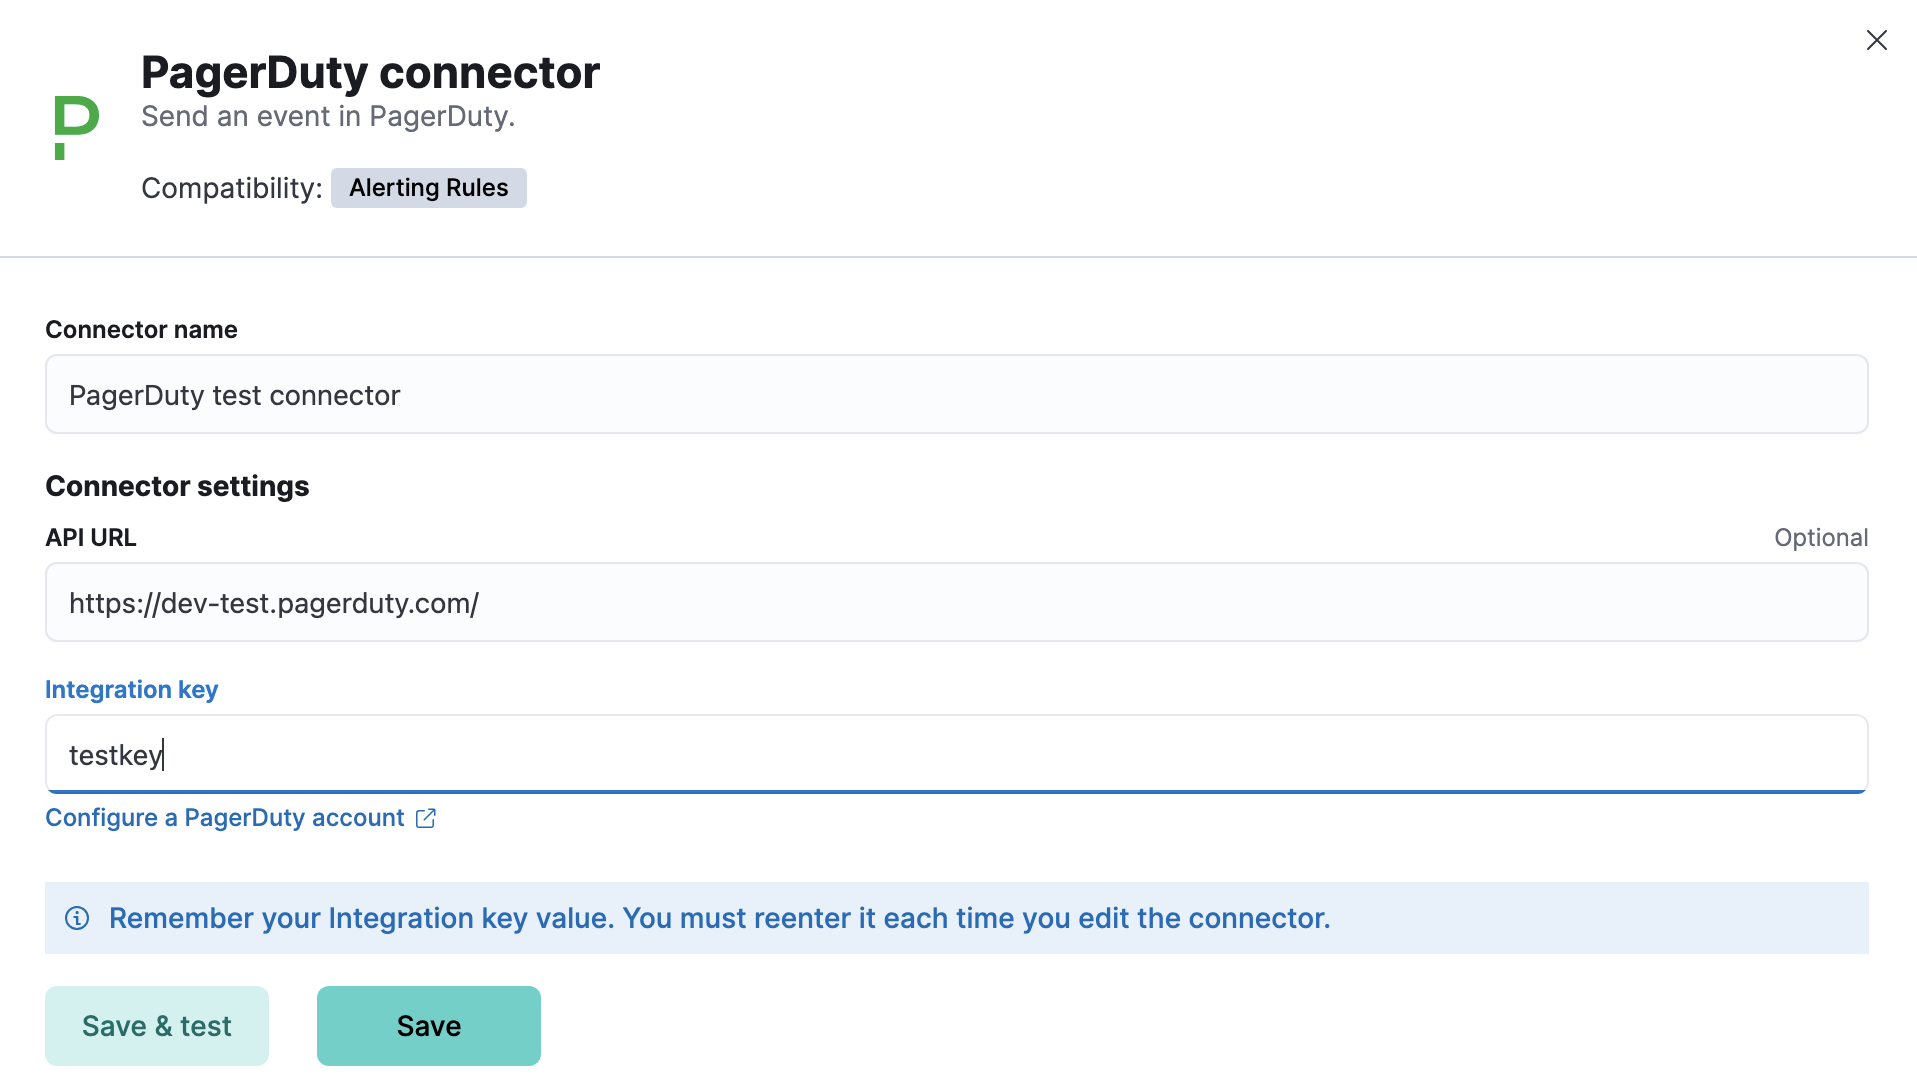 PagerDuty connector
Send an event in PagerDuty.
Compatibility: Alerting Rules
Connector name
PagerDuty test connector
Connector settings
API URL Optional
https://dev-test.pagerduty.com/
Integration key
testkey
Configure a PagerDuty account
Remember your Integration key value. You must reenter it each time you edit the connector.
Save & test Save